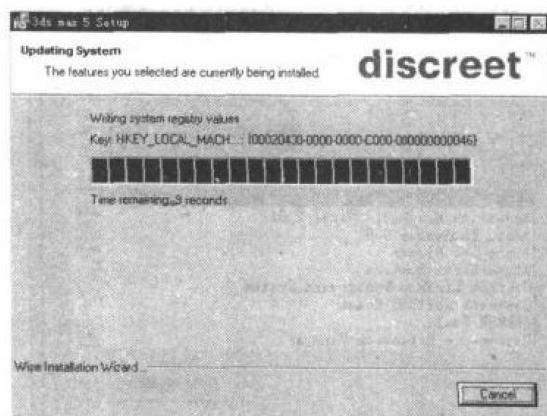 3ds max 5 Setup
Updating System
The features you selected are currently being installed.
discreet™
Writing system registry values
Key: HKEY_LOCAL_MACH...: {00020430-0000-0000-C000-000000000046}
Time remaining: 3 seconds
Wise Installation Wizard...
Cancel